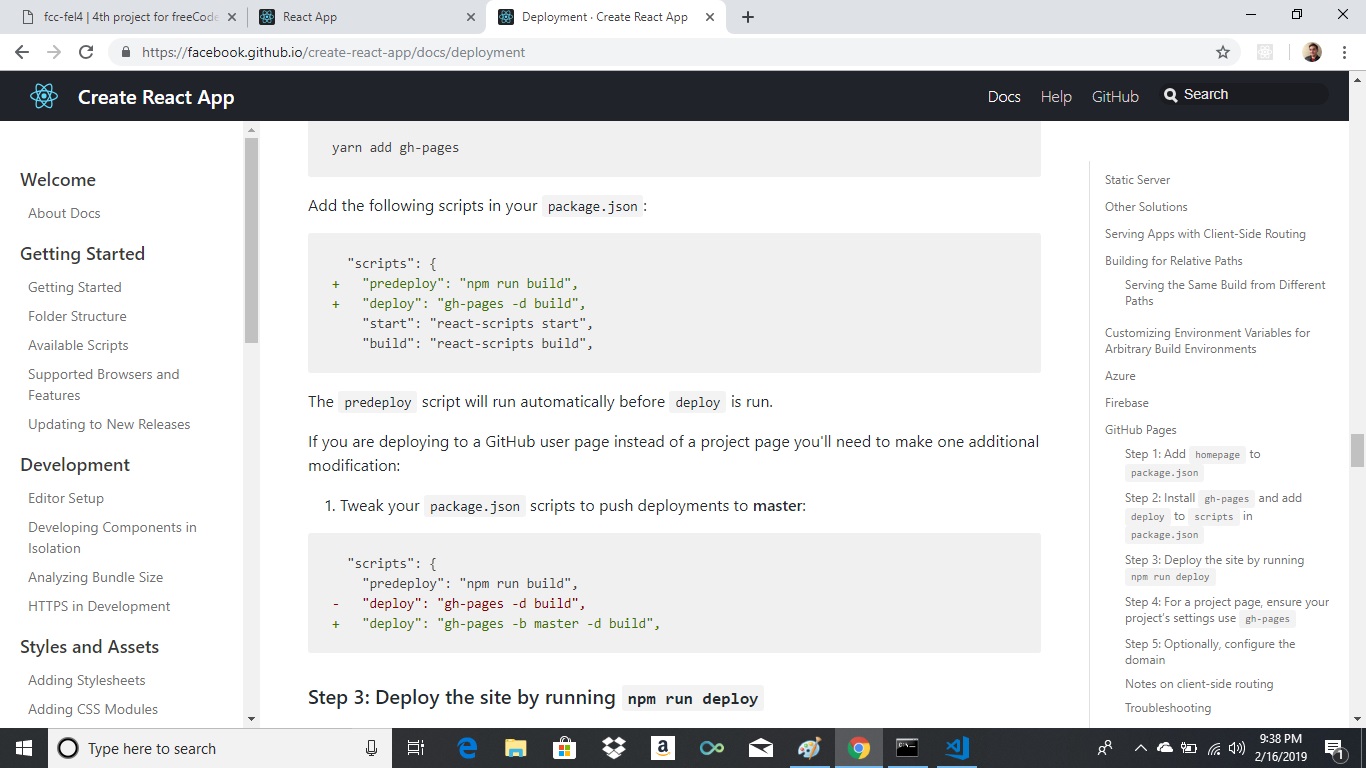 fcc-fel4 | 4th project for freeCode
React App
Deployment · Create React App
https://facebook.github.io/create-react-app/docs/deployment
Create React App
Docs
Help
GitHub
Search
Welcome
About Docs
Getting Started
Getting Started
Folder Structure
Available Scripts
Supported Browsers and
Features
Updating to New Releases
Development
Editor Setup
Developing Components in
Isolation
Analyzing Bundle Size
HTTPS in Development
Styles and Assets
Adding Stylesheets
Adding CSS Modules
yarn add gh-pages
Add the following scripts in your package.json :
"scripts": {
+ "predeploy": "npm run build",
+ "deploy": "gh-pages -d build",
"start": "react-scripts start",
"build": "react-scripts build",
The predeploy script will run automatically before deploy is run.
If you are deploying to a GitHub user page instead of a project page you'll need to make one additional
modification:
1. Tweak your package.json scripts to push deployments to master:
"scripts": {
"predeploy": "npm run build",
- "deploy": "gh-pages -d build",
+ "deploy": "gh-pages -b master -d build",
Step 3: Deploy the site by running npm run deploy
Static Server
Other Solutions
Serving Apps with Client-Side Routing
Building for Relative Paths
Serving the Same Build from Different
Paths
Customizing Environment Variables for
Arbitrary Build Environments
Azure
Firebase
GitHub Pages
Step 1: Add homepage to
package.json
Step 2: Install gh-pages and add
deploy to scripts in
package.json
Step 3: Deploy the site by running
npm run deploy
Step 4: For a project page, ensure your
project's settings use gh-pages
Step 5: Optionally, configure the
domain
Notes on client-side routing
Troubleshooting
Type here to search
9:38 PM
2/16/2019
1